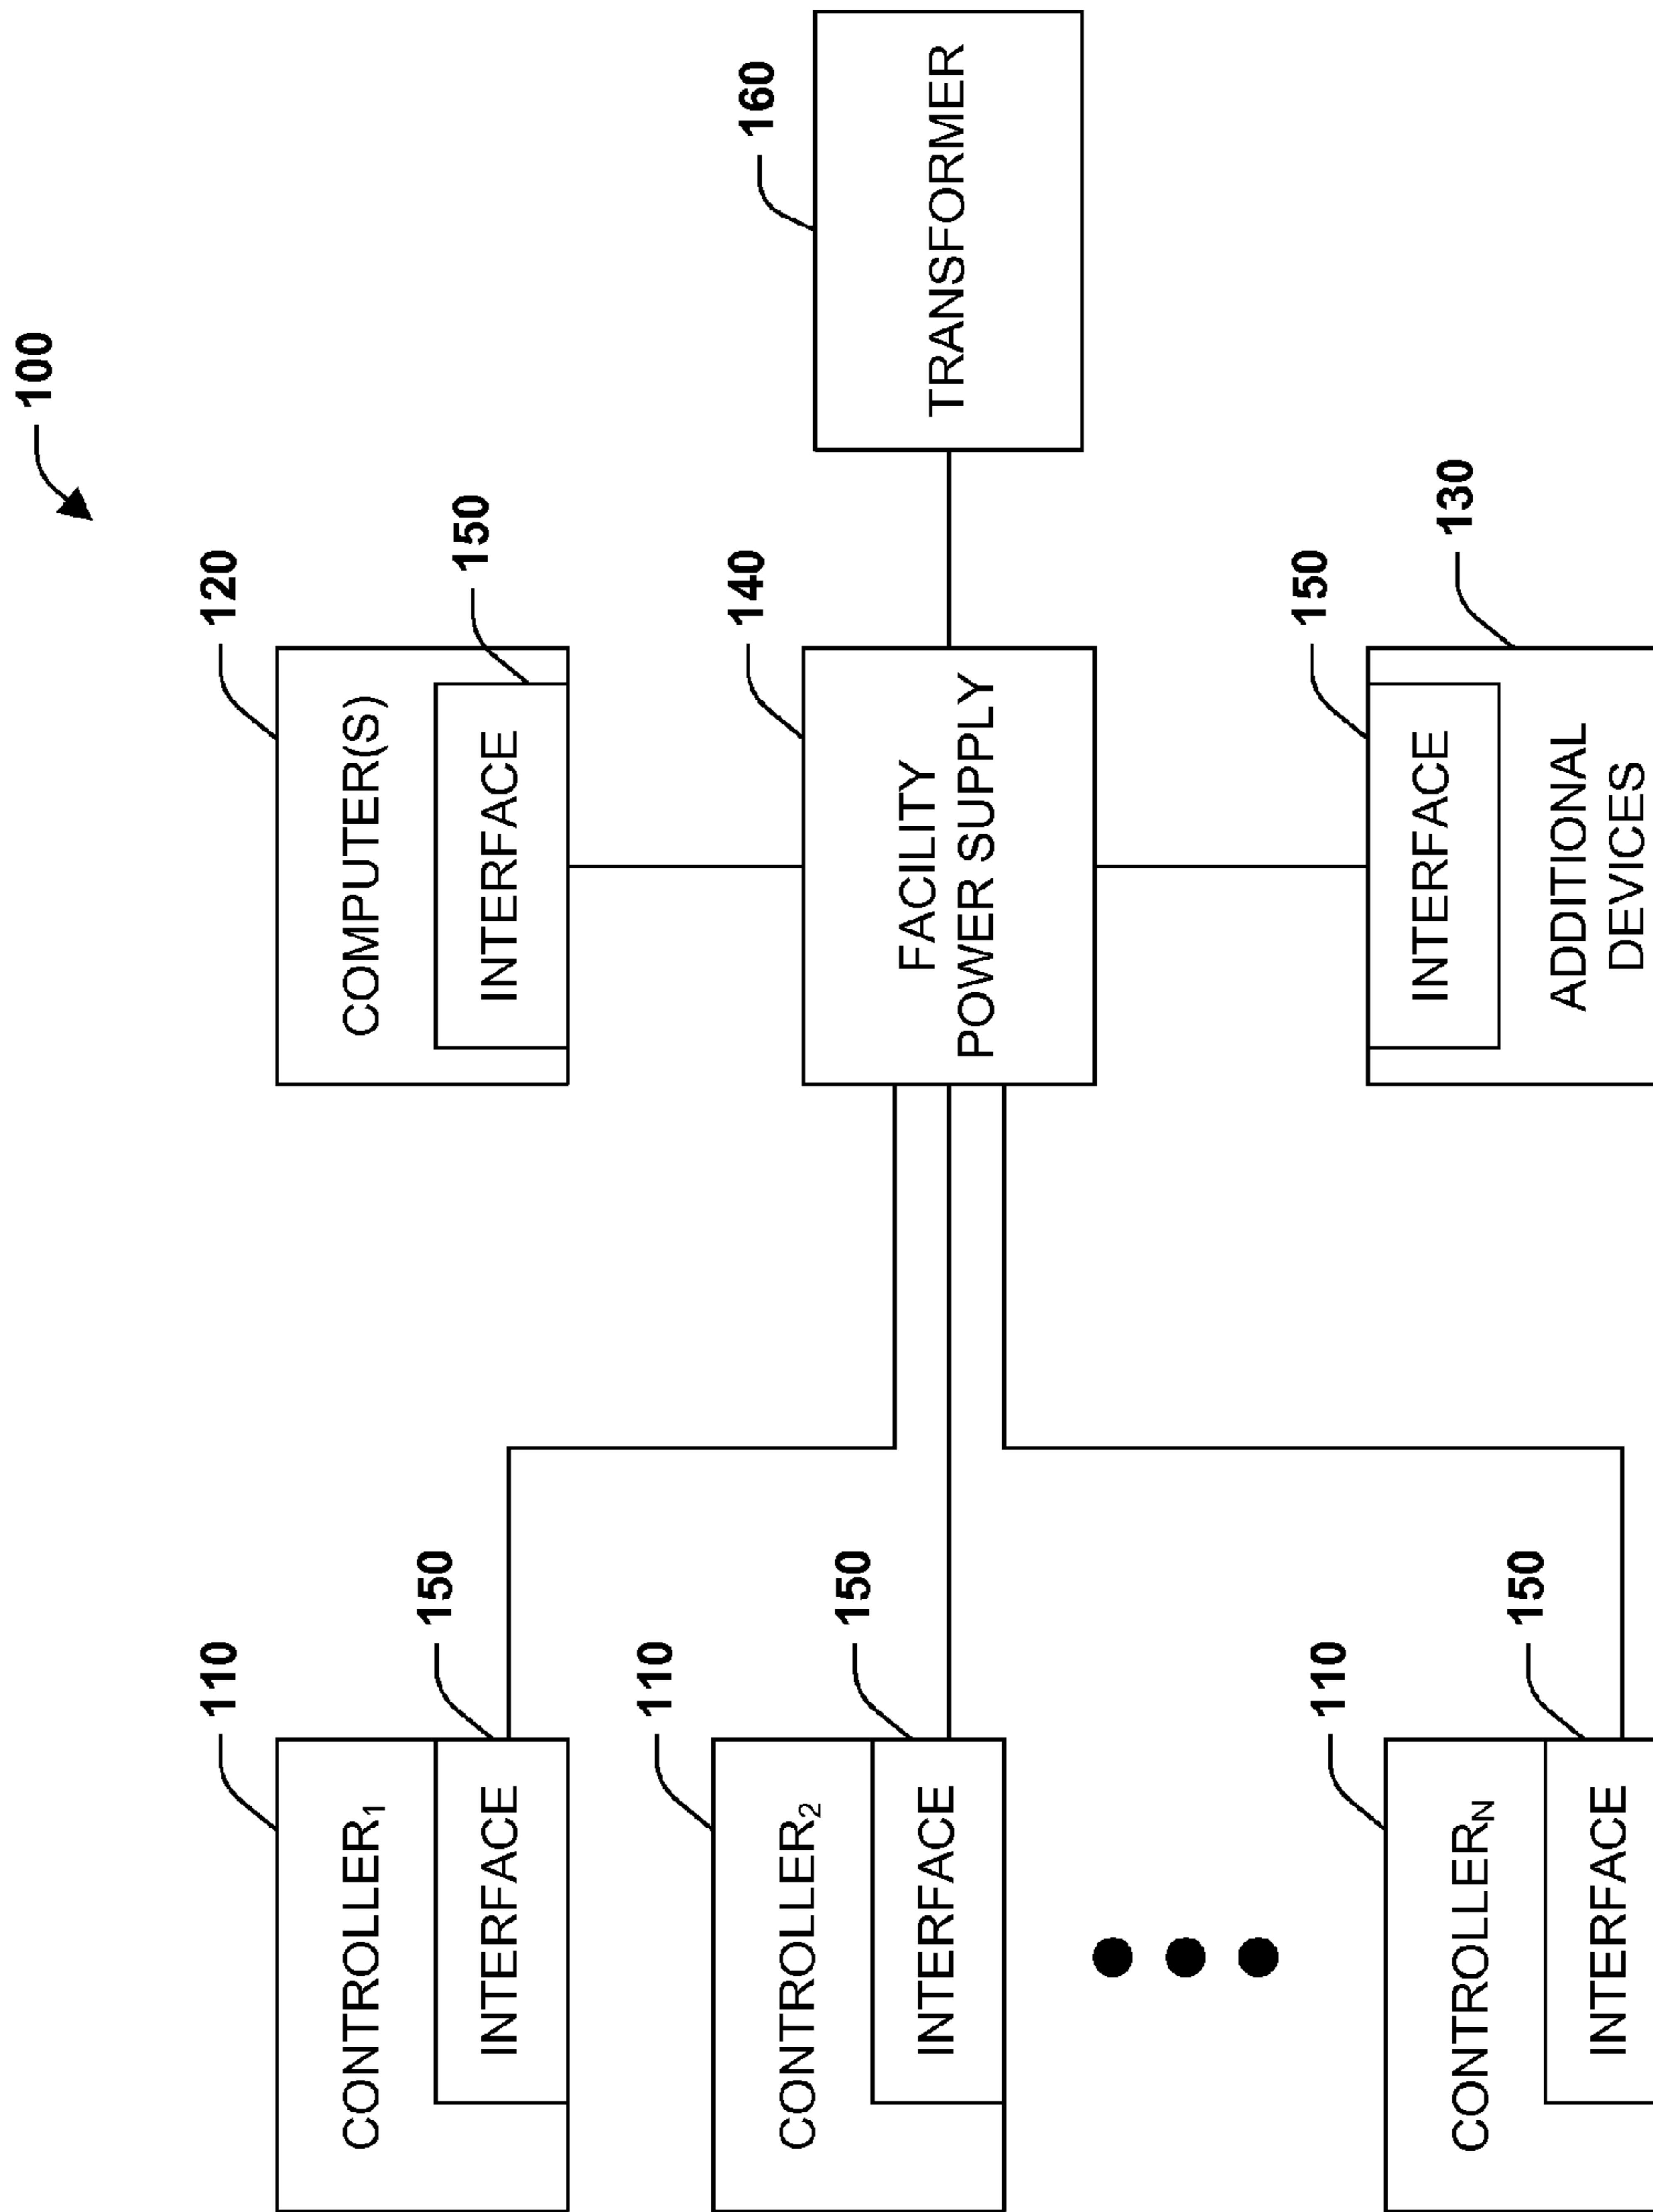 100
110
CONTROLLER₁
150
INTERFACE
120
COMPUTER(S)
150
INTERFACE
110
CONTROLLER₂
150
INTERFACE
140
FACILITY
POWER SUPPLY
160
TRANSFORMER
110
CONTROLLER_N
150
INTERFACE
150
INTERFACE
130
ADDITIONAL
DEVICES